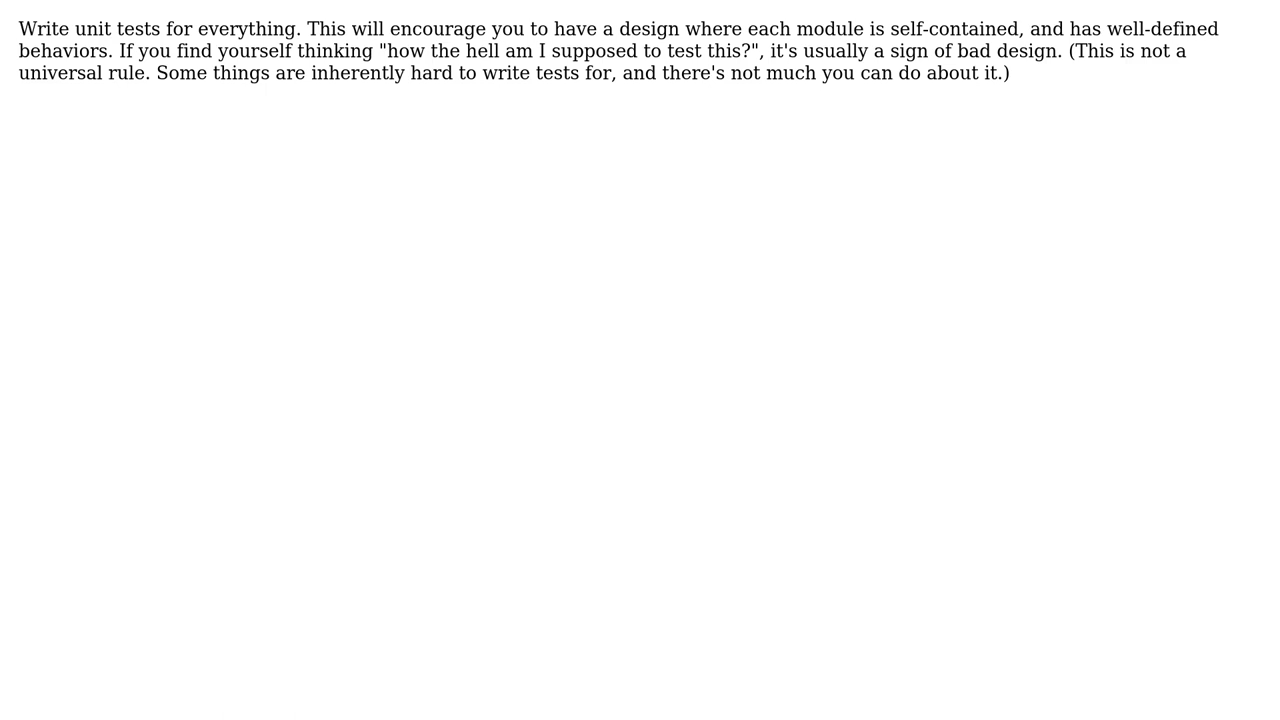 Write unit tests for everything. This will encourage you to have a design where each module is self-contained, and has well-defined
behaviors. If you find yourself thinking "how the hell am I supposed to test this?", it's usually a sign of bad design. (This is not a
universal rule. Some things are inherently hard to write tests for, and there's not much you can do about it.)